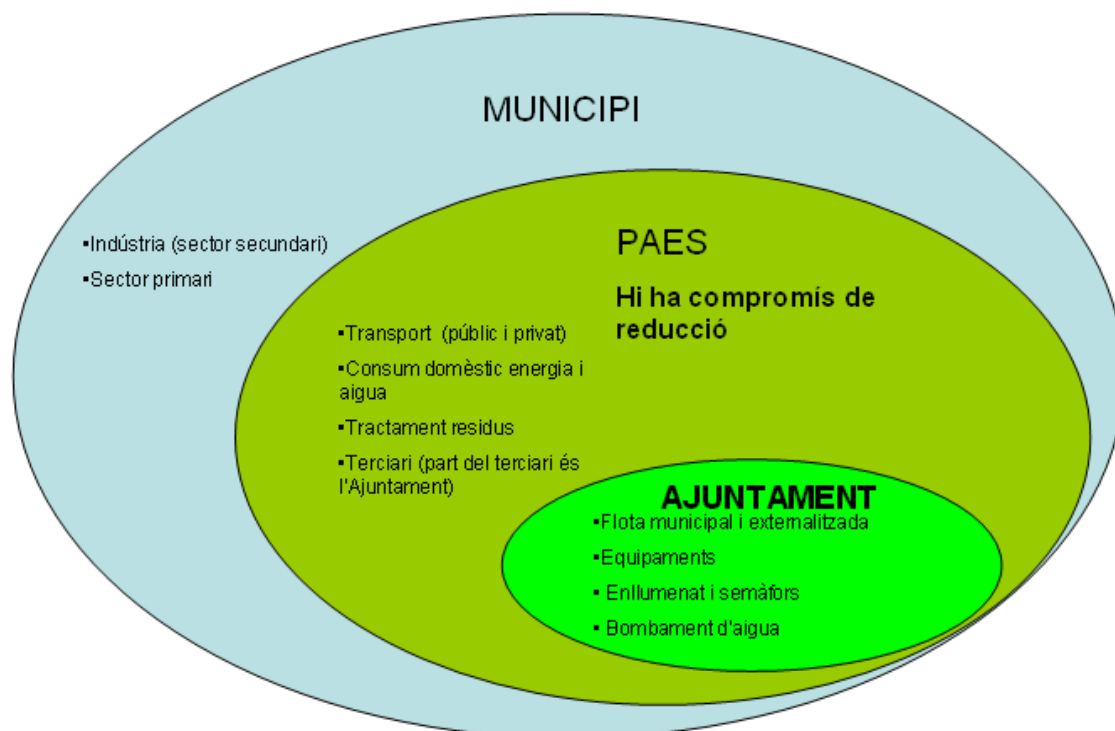 MUNICIPI
▪Indústria (sector secundari)
▪Sector primari
PAES
Hi ha compromís de
reducció
▪Transport (públic i privat)
▪Consum domèstic energia i
aigua
▪Tractament residus
▪Terciari (part del terciari és
l'Ajuntament)
AJUNTAMENT
▪Flota municipal i externalitzada
▪Equipaments
▪Enllumenat i semàfors
▪Bombament d'aigua